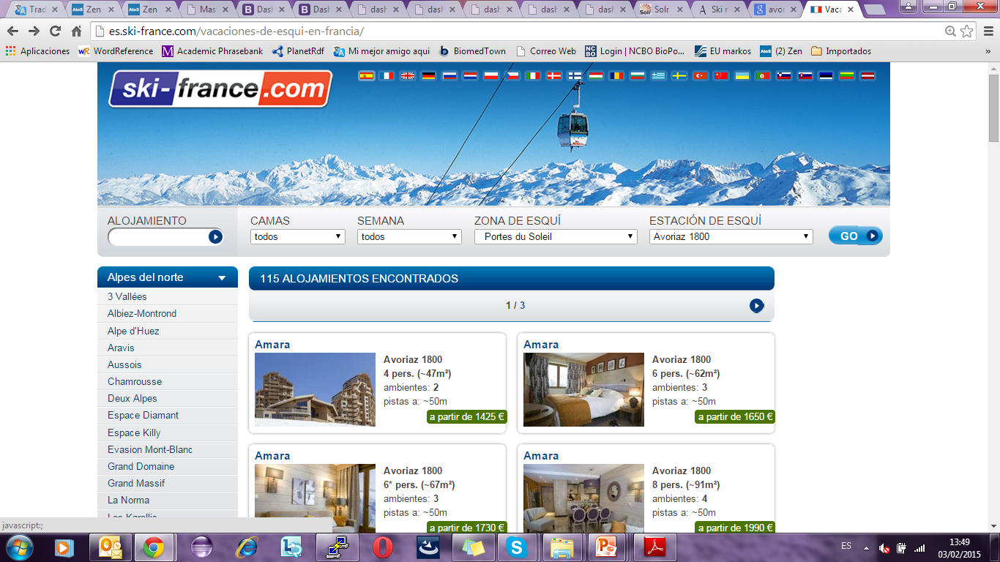 Trad
Zen
Zen
Mas
Dash
Dash
dash
dash
dash
dash
dash
Solr
Ski r
avor
Vaca
es.ski-france.com/vacaciones-de-esqui-en-francia/
Aplicaciones WordReference Academic Phrasebank PlanetRdf Mi mejor amigo aqui BiomedTown Correo Web Login | NCBO BioPo... EU markos (2) Zen Importados »
ski-france.com
ALOJAMIENTO CAMAS SEMANA ZONA DE ESQUÍ ESTACIÓN DE ESQUÍ
todos todos Portes du Soleil Avoriaz 1800 GO
Alpes del norte
3 Vallées
Albiez-Montrond
Alpe d'Huez
Aravis
Aussois
Chamrousse
Deux Alpes
Espace Diamant
Espace Killy
Evasion Mont-Blanc
Grand Domaine
Grand Massif
La Norma
Les Karellis
115 ALOJAMIENTOS ENCONTRADOS
1 / 3
Amara
Avoriaz 1800
4 pers. (~47m²)
ambientes: 2
pistas a: ~50m
a partir de 1425 €
Amara
Avoriaz 1800
6 pers. (~62m²)
ambientes: 3
pistas a: ~50m
a partir de 1650 €
Amara
Avoriaz 1800
6* pers. (~67m²)
ambientes: 3
pistas a: ~50m
a partir de 1730 €
Amara
Avoriaz 1800
8 pers. (~91m²)
ambientes: 4
pistas a: ~50m
a partir de 1990 €
javascript:;
ES
13:49
03/02/2015